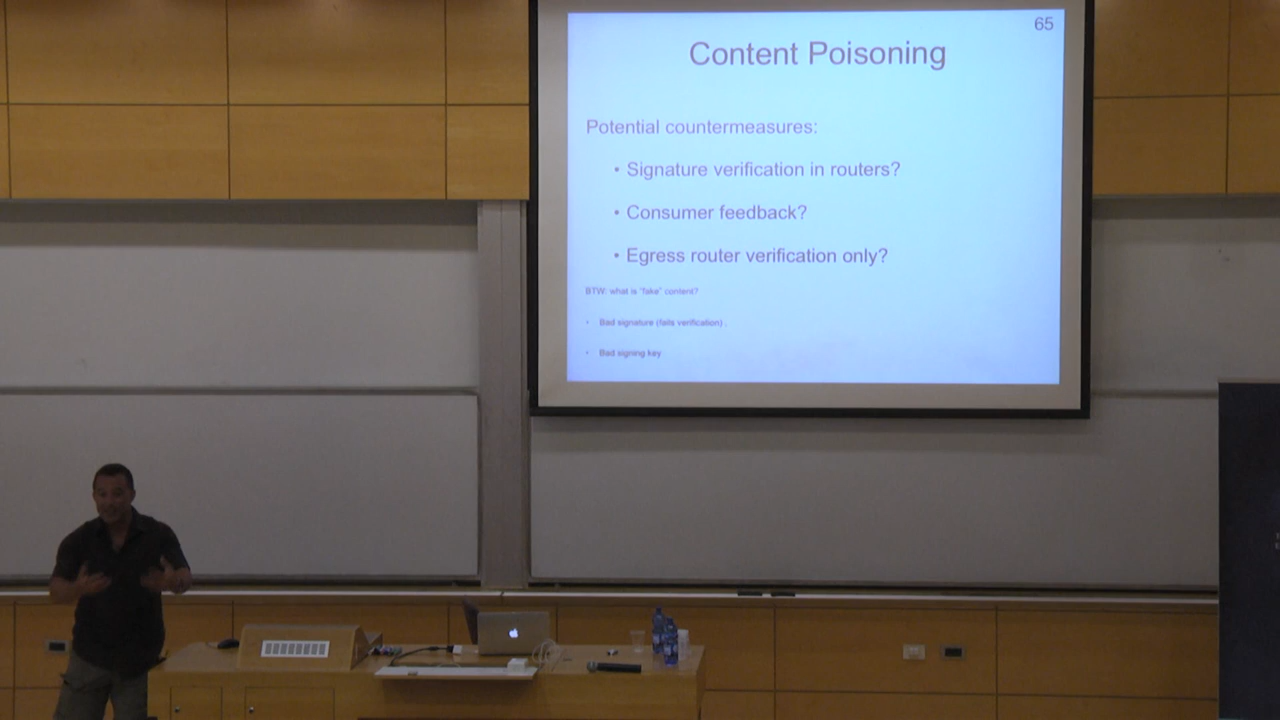 65
Content Poisoning
Potential countermeasures:
• Signature verification in routers?
• Consumer feedback?
• Egress router verification only?
BTW: what is "fake" content?
• Bad signature (fails verification) .
• Bad signing key